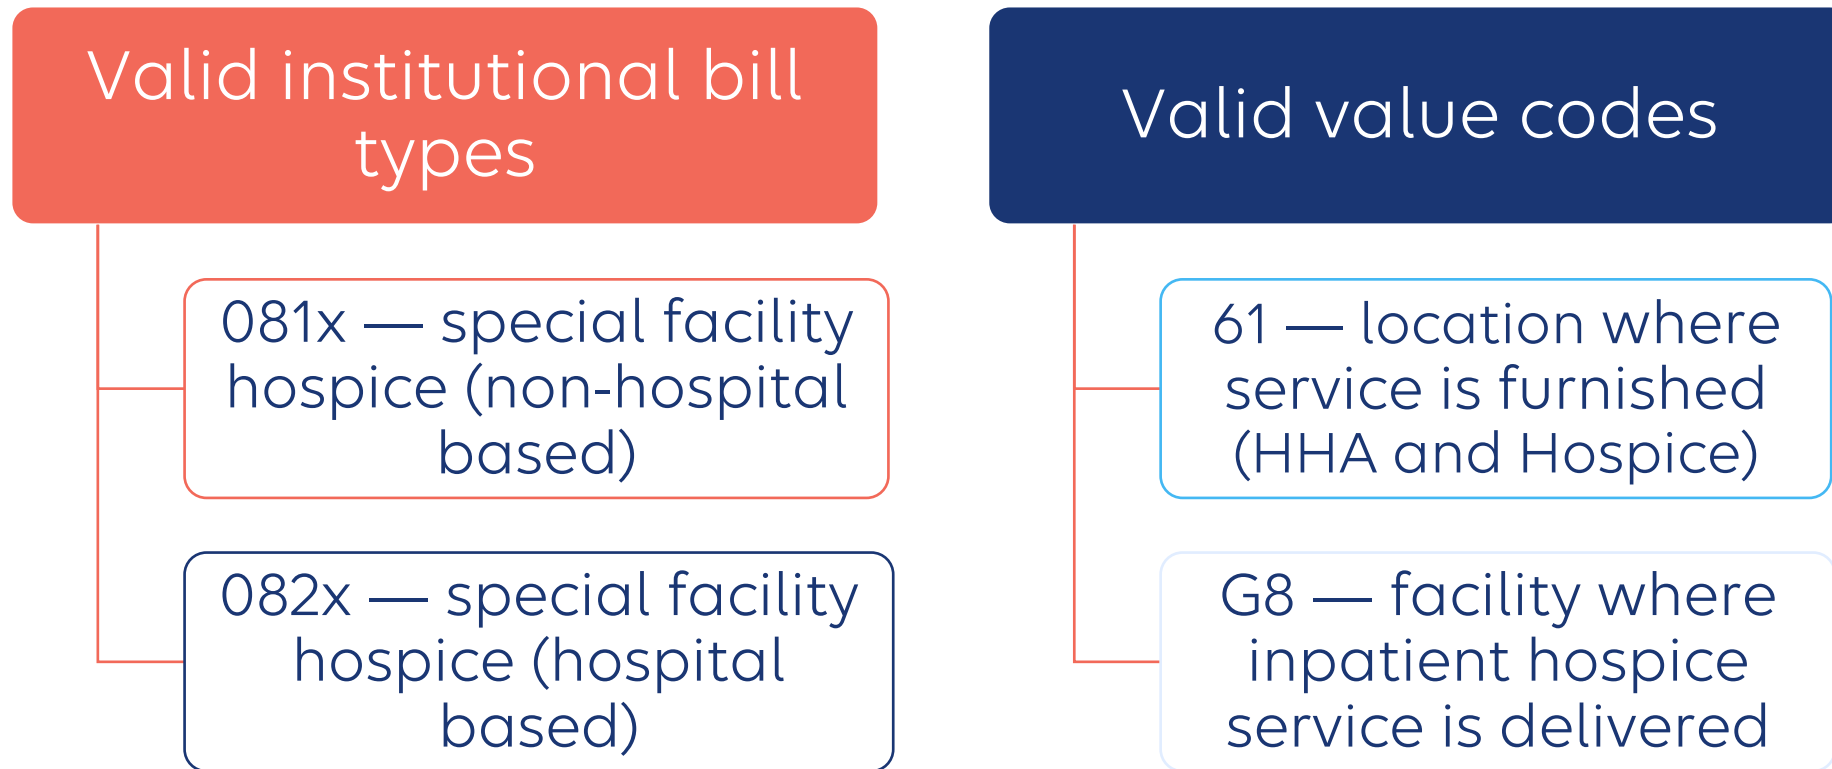 Valid institutional bill
types
081x — special facility
hospice (non-hospital
based)
082x — special facility
hospice (hospital
based)
Valid value codes
61 — location where
service is furnished
(HHA and Hospice)
G8 — facility where
inpatient hospice
service is delivered